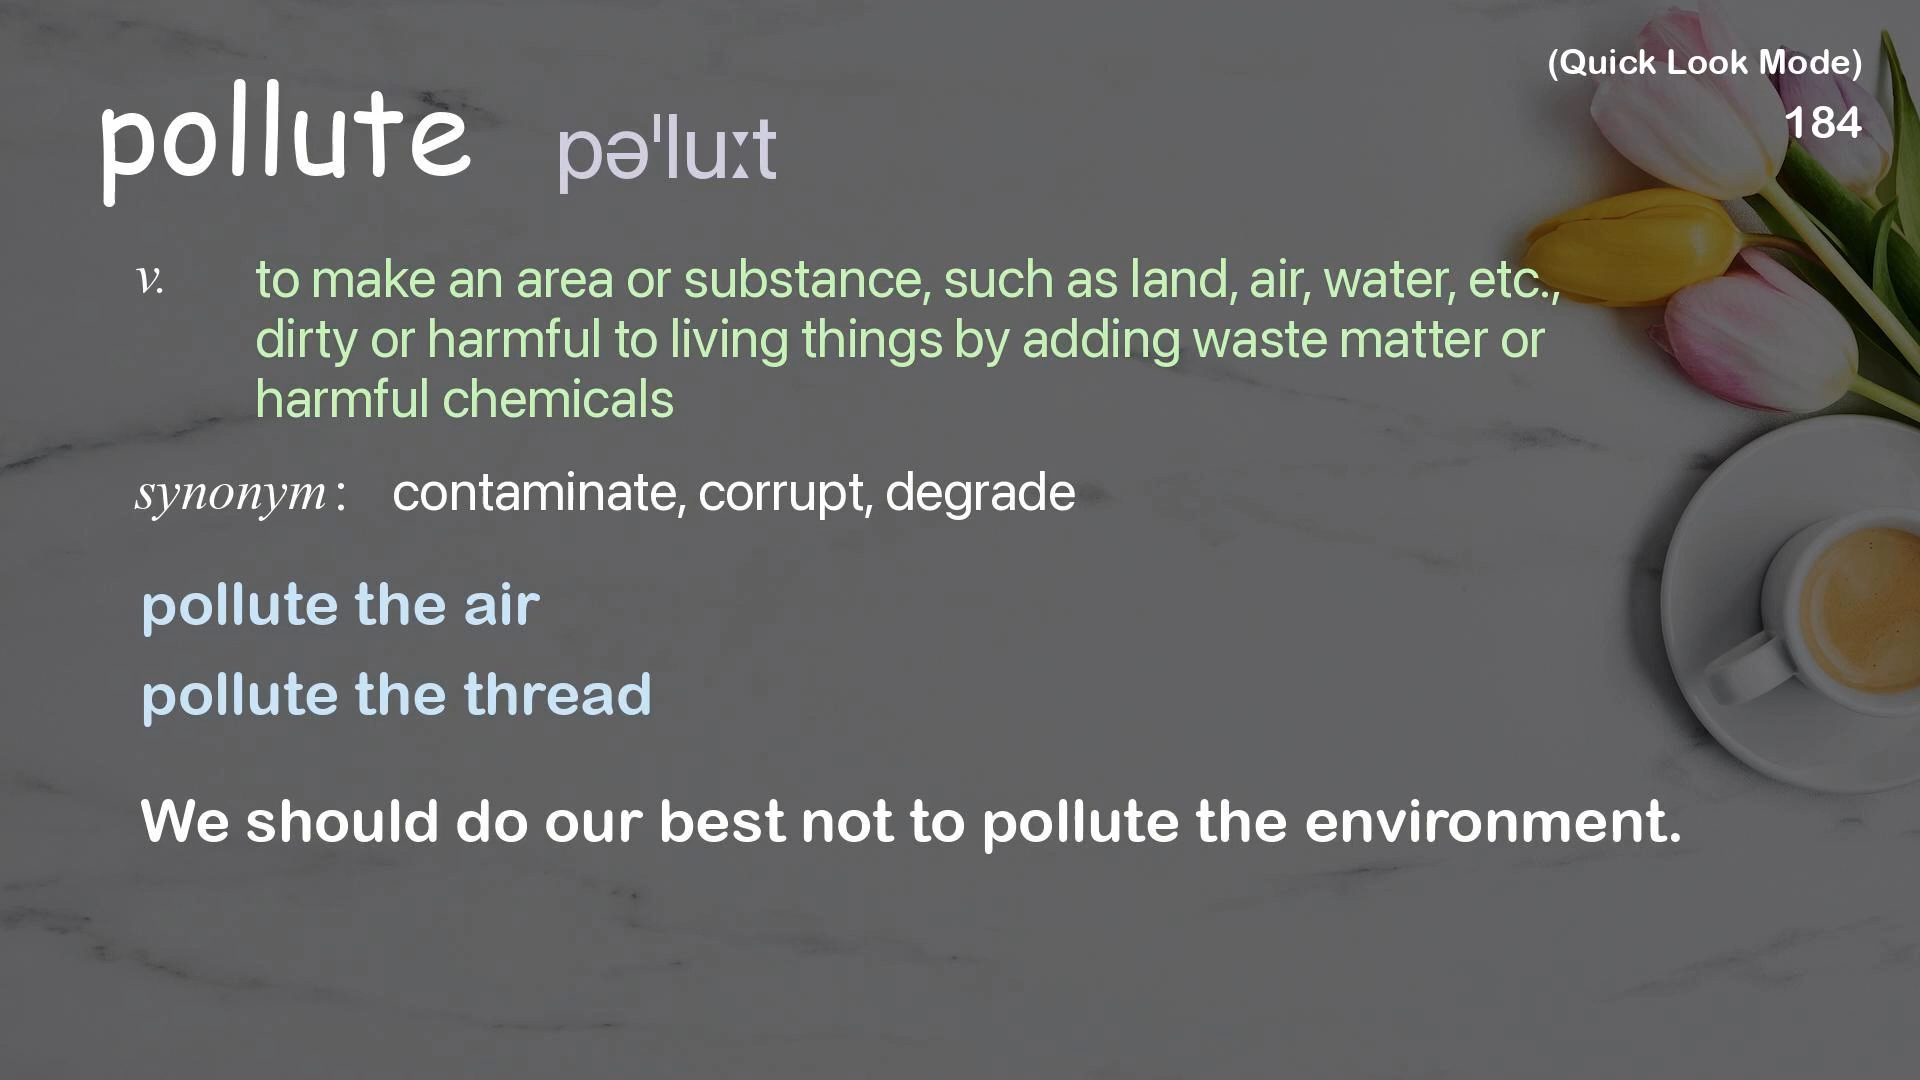 (Quick Look Mode)
184
pollute pəˈluːt
v. to make an area or substance, such as land, air, water, etc.,
dirty or harmful to living things by adding waste matter or
harmful chemicals
synonym : contaminate, corrupt, degrade
pollute the air
pollute the thread
We should do our best not to pollute the environment.